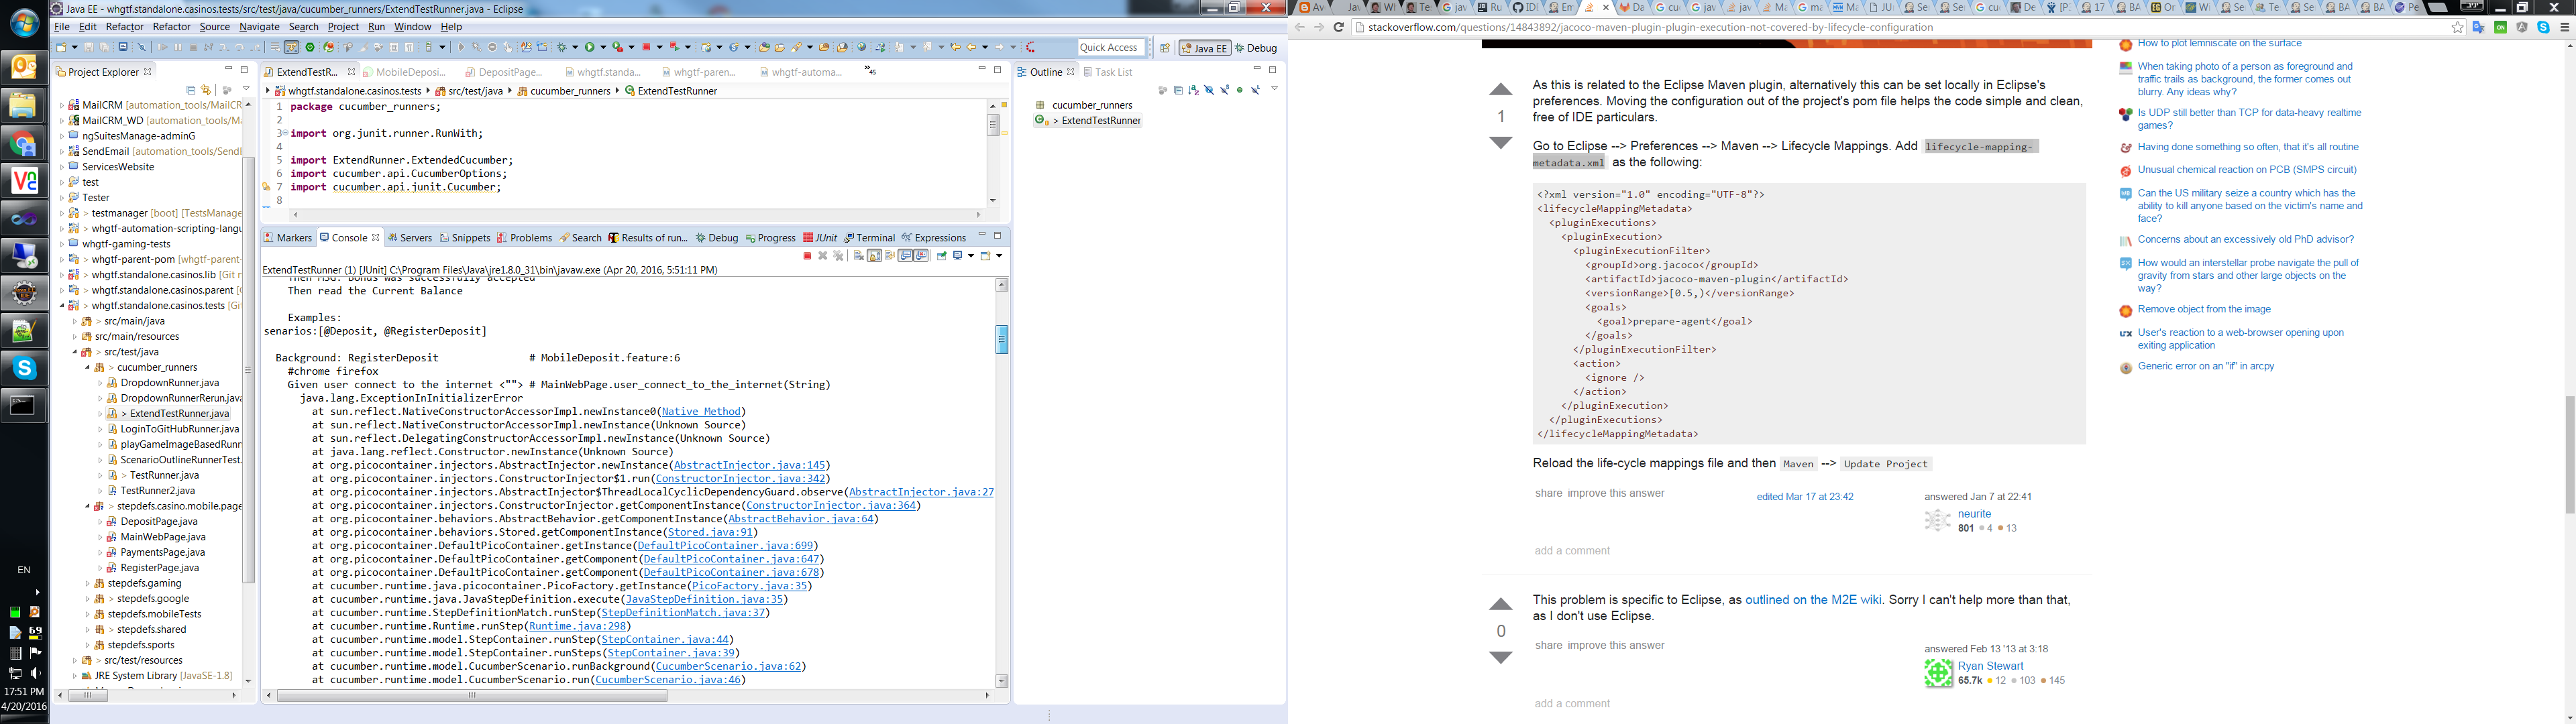 Java EE - whgtf.standalone.casinos.tests/src/test/java/cucumber_runners/ExtendTestRunner.java - Eclipse
File Edit Source Refactor Navigate Search Project Run Window Help
Quick Access
Java EE
Debug
Project Explorer
MailCRM [automation_tools/MailCR
MailCRM_WD [automation_tools/Ma
ngSuitesManage-adminG
SendEmail [automation_tools/SendE
ServicesWebsite
test
Tester
> testmanager [boot] [TestsManage
> whgtf-automation-scripting-langu
whgtf-gaming-tests
> whgtf-parent-pom [whgtf-parent-
> whgtf.standalone.casinos.lib [Git r
> whgtf.standalone.casinos.parent [G
> whgtf.standalone.casinos.tests [Git
> src/main/java
src/main/resources
> src/test/java
> cucumber_runners
DropdownRunner.java
DropdownRunnerRerun.java
> ExtendTestRunner.java
LoginToGitHubRunner.java
playGameImageBasedRunn
ScenarioOutlineRunnerTest.
> TestRunner.java
TestRunner2.java
> stepdefs.casino.mobile.page
DepositPage.java
MainWebPage.java
PaymentsPage.java
RegisterPage.java
stepdefs.gaming
> stepdefs.google
stepdefs.mobileTests
> stepdefs.shared
stepdefs.sports
> src/test/resources
JRE System Library [JavaSE-1.8]
EN
69
17:51 PM
4/20/2016
ExtendTestR...
MobileDeposi...
DepositPage...
whgtf.standa...
whgtf-paren...
whgtf-automa...
»45
whgtf.standalone.casinos.tests
src/test/java
cucumber_runners
ExtendTestRunner
1 package cucumber_runners;
2
3 import org.junit.runner.RunWith;
4
5 import ExtendRunner.ExtendedCucumber;
6 import cucumber.api.CucumberOptions;
7 import cucumber.api.junit.Cucumber;
8
Outline
Task List
cucumber_runners
> ExtendTestRunner
Markers
Console
Servers
Snippets
Problems
Search
Results of run...
Debug
Progress
JUnit
Terminal
Expressions
ExtendTestRunner (1) [JUnit] C:\Program Files\Java\jre1.8.0_31\bin\javaw.exe (Apr 20, 2016, 5:51:11 PM)
Then MSG: Bonus was successfully accepted
Then read the Current Balance
Examples:
senarios:[@Deposit, @RegisterDeposit]
Background: RegisterDeposit # MobileDeposit.feature:6
#chrome firefox
Given user connect to the internet <""> # MainWebPage.user_connect_to_the_internet(String)
java.lang.ExceptionInInitializerError
at sun.reflect.NativeConstructorAccessorImpl.newInstance0(Native Method)
at sun.reflect.NativeConstructorAccessorImpl.newInstance(Unknown Source)
at sun.reflect.DelegatingConstructorAccessorImpl.newInstance(Unknown Source)
at java.lang.reflect.Constructor.newInstance(Unknown Source)
at org.picocontainer.injectors.AbstractInjector.newInstance(AbstractInjector.java:145)
at org.picocontainer.injectors.ConstructorInjector$1.run(ConstructorInjector.java:342)
at org.picocontainer.injectors.AbstractInjector$ThreadLocalCyclicDependencyGuard.observe(AbstractInjector.java:27
at org.picocontainer.injectors.ConstructorInjector.getComponentInstance(ConstructorInjector.java:364)
at org.picocontainer.behaviors.AbstractBehavior.getComponentInstance(AbstractBehavior.java:64)
at org.picocontainer.behaviors.Stored.getComponentInstance(Stored.java:91)
at org.picocontainer.DefaultPicoContainer.getInstance(DefaultPicoContainer.java:699)
at org.picocontainer.DefaultPicoContainer.getComponent(DefaultPicoContainer.java:647)
at org.picocontainer.DefaultPicoContainer.getComponent(DefaultPicoContainer.java:678)
at cucumber.runtime.java.picocontainer.PicoFactory.getInstance(PicoFactory.java:35)
at cucumber.runtime.java.JavaStepDefinition.execute(JavaStepDefinition.java:35)
at cucumber.runtime.StepDefinitionMatch.runStep(StepDefinitionMatch.java:37)
at cucumber.runtime.Runtime.runStep(Runtime.java:298)
at cucumber.runtime.model.StepContainer.runStep(StepContainer.java:44)
at cucumber.runtime.model.StepContainer.runSteps(StepContainer.java:39)
at cucumber.runtime.model.CucumberScenario.runBackground(CucumberScenario.java:62)
at cucumber.runtime.model.CucumberScenario.run(CucumberScenario.java:46)
stackoverflow.com/questions/14843892/jacoco-maven-plugin-plugin-execution-not-covered-by-lifecycle-configuration
1
As this is related to the Eclipse Maven plugin, alternatively this can be set locally in Eclipse's
preferences. Moving the configuration out of the project's pom file helps the code simple and clean,
free of IDE particulars.
Go to Eclipse --> Preferences --> Maven --> Lifecycle Mappings. Add lifecycle-mapping-
metadata.xml as the following:
<?xml version="1.0" encoding="UTF-8"?>
<lifecycleMappingMetadata>
<pluginExecutions>
<pluginExecution>
<pluginExecutionFilter>
<groupId>org.jacoco</groupId>
<artifactId>jacoco-maven-plugin</artifactId>
<versionRange>[0.5,)</versionRange>
<goals>
<goal>prepare-agent</goal>
</goals>
</pluginExecutionFilter>
<action>
<ignore />
</action>
</pluginExecution>
</pluginExecutions>
</lifecycleMappingMetadata>
Reload the life-cycle mappings file and then Maven --> Update Project
share improve this answer
edited Mar 17 at 23:42
answered Jan 7 at 22:41
neurite
801 4 13
add a comment
0
This problem is specific to Eclipse, as outlined on the M2E wiki. Sorry I can't help more than that,
as I don't use Eclipse.
share improve this answer
answered Feb 13 '13 at 3:18
Ryan Stewart
65.7k 12 103 145
add a comment
How to plot lemniscate on the surface
When taking photo of a person as foreground and
traffic trails as background, the former comes out
blurry. Any ideas why?
Is UDP still better than TCP for data-heavy realtime
games?
Having done something so often, that it's all routine
Unusual chemical reaction on PCB (SMPS circuit)
Can the US military seize a country which has the
ability to kill anyone based on the victim's name and
face?
Concerns about an excessively old PhD advisor?
How would an interstellar probe navigate the pull of
gravity from stars and other large objects on the
way?
Remove object from the image
User's reaction to a web-browser opening upon
exiting application
Generic error on an "if" in arcpy